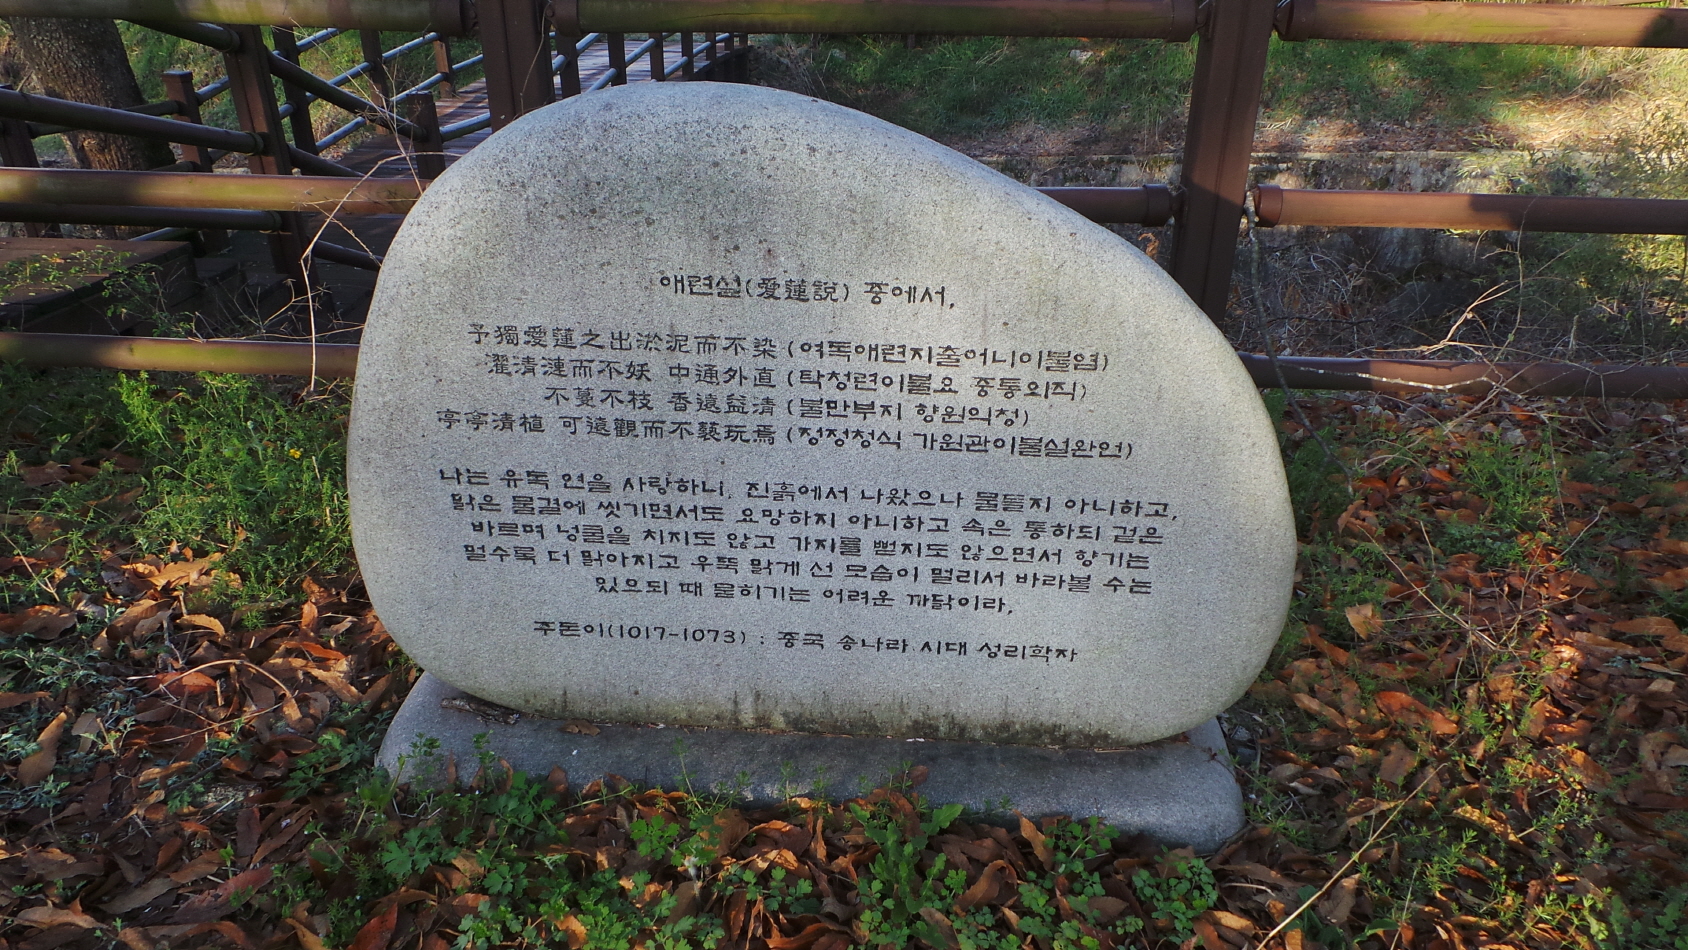 애련설(愛蓮說) 중에서,
予獨愛蓮之出淤泥而不染 (여독애련지출어니이불염)
濯清漣而不妖 中通外直 (탁청련이불요 중통외직)
不蔓不枝 香遠益清 (불만부지 향원익청)
亭亭清植 可遠觀而不褻玩焉 (정정청식 가원관이불설완언)
나는 유독 연을 사랑하니, 진흙에서 나왔으나 물들지 아니하고,
맑은 물결에 씻기면서도 요망하지 아니하고 속은 통하되 겉은
바르며 넝쿨을 치지도 않고 가지를 뻗지도 않으면서 향기는
멀수록 더 맑아지고 우뚝 맑게 선 모습이 멀리서 바라볼 수는
있으되 때 묻히기는 어려운 까닭이라,
주돈이(1017-1073) : 중국 송나라 시대 성리학자